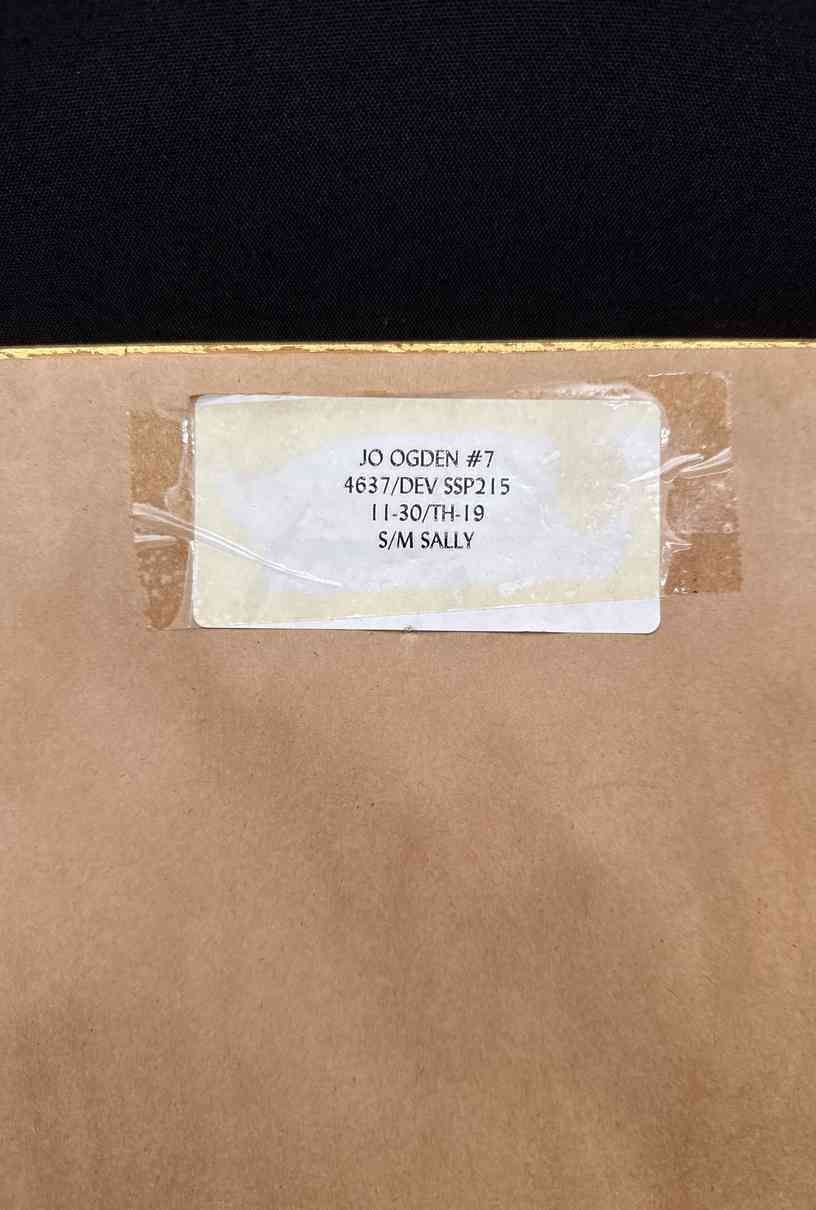 JO OGDEN #7
4637/DEV SSP215
11-30/TH-19
S/M SALLY